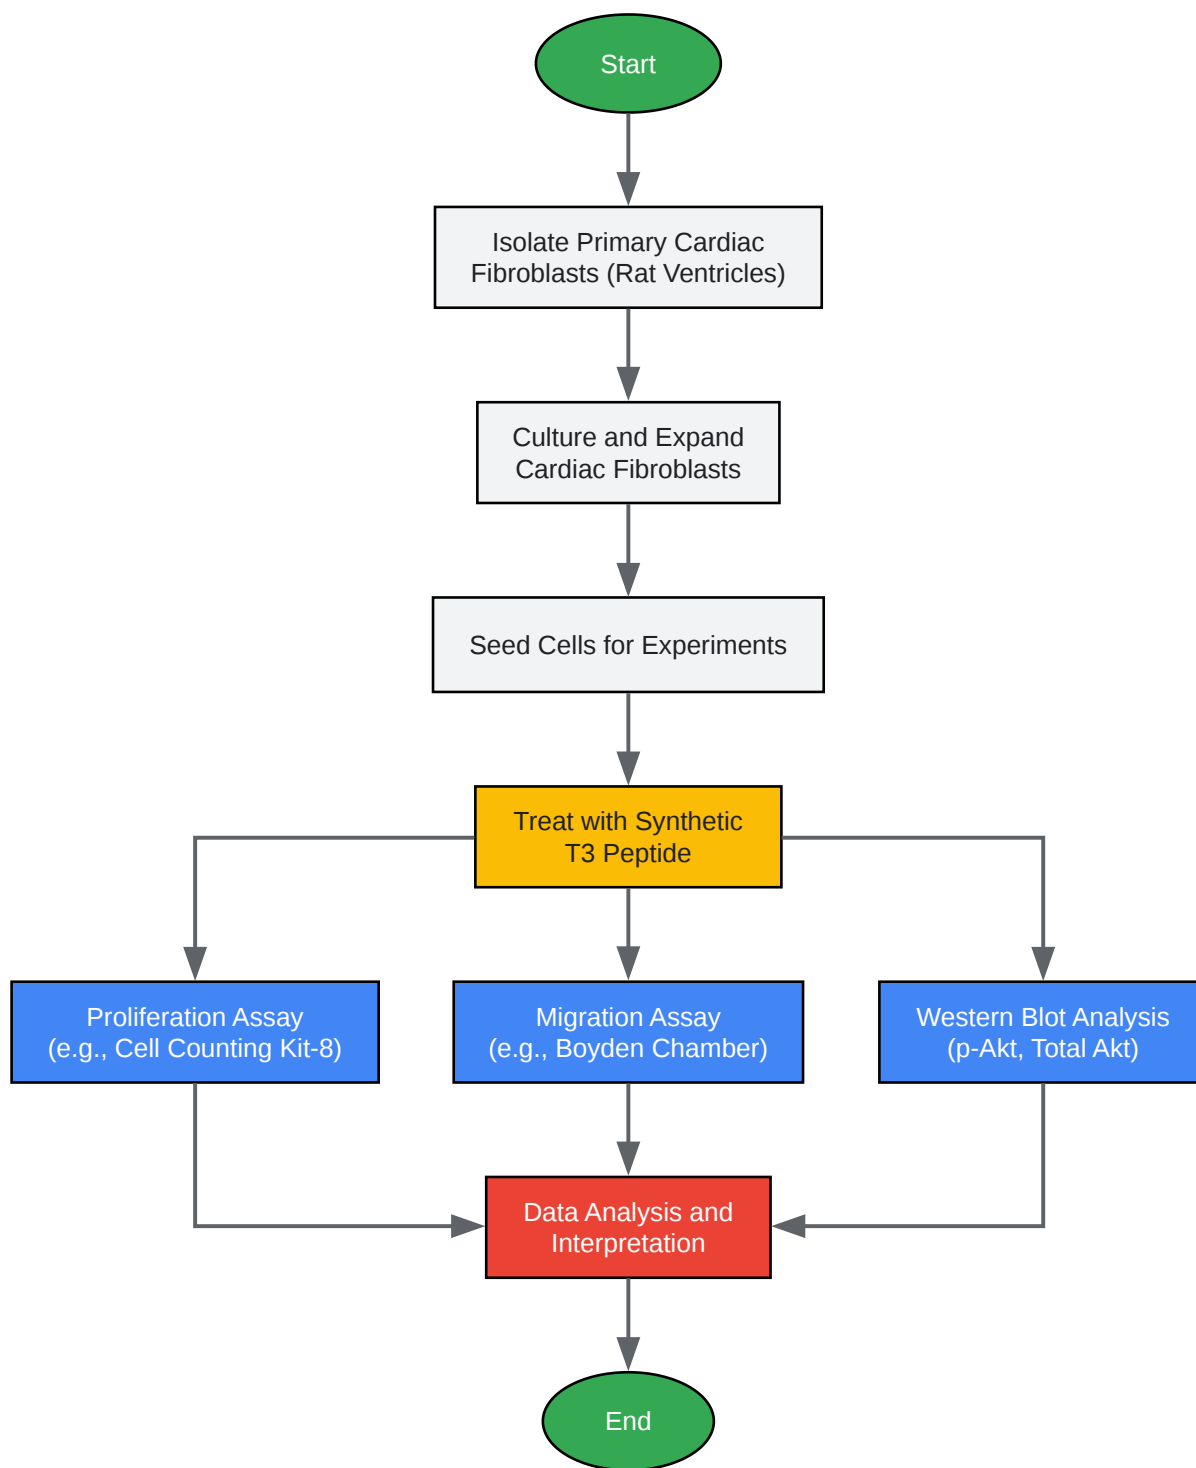 Start
Isolate Primary Cardiac
Fibroblasts (Rat Ventricles)
Culture and Expand
Cardiac Fibroblasts
Seed Cells for Experiments
Treat with Synthetic
T3 Peptide
Proliferation Assay
(e.g., Cell Counting Kit-8)
Migration Assay
(e.g., Boyden Chamber)
Western Blot Analysis
(p-Akt, Total Akt)
Data Analysis and
Interpretation
End